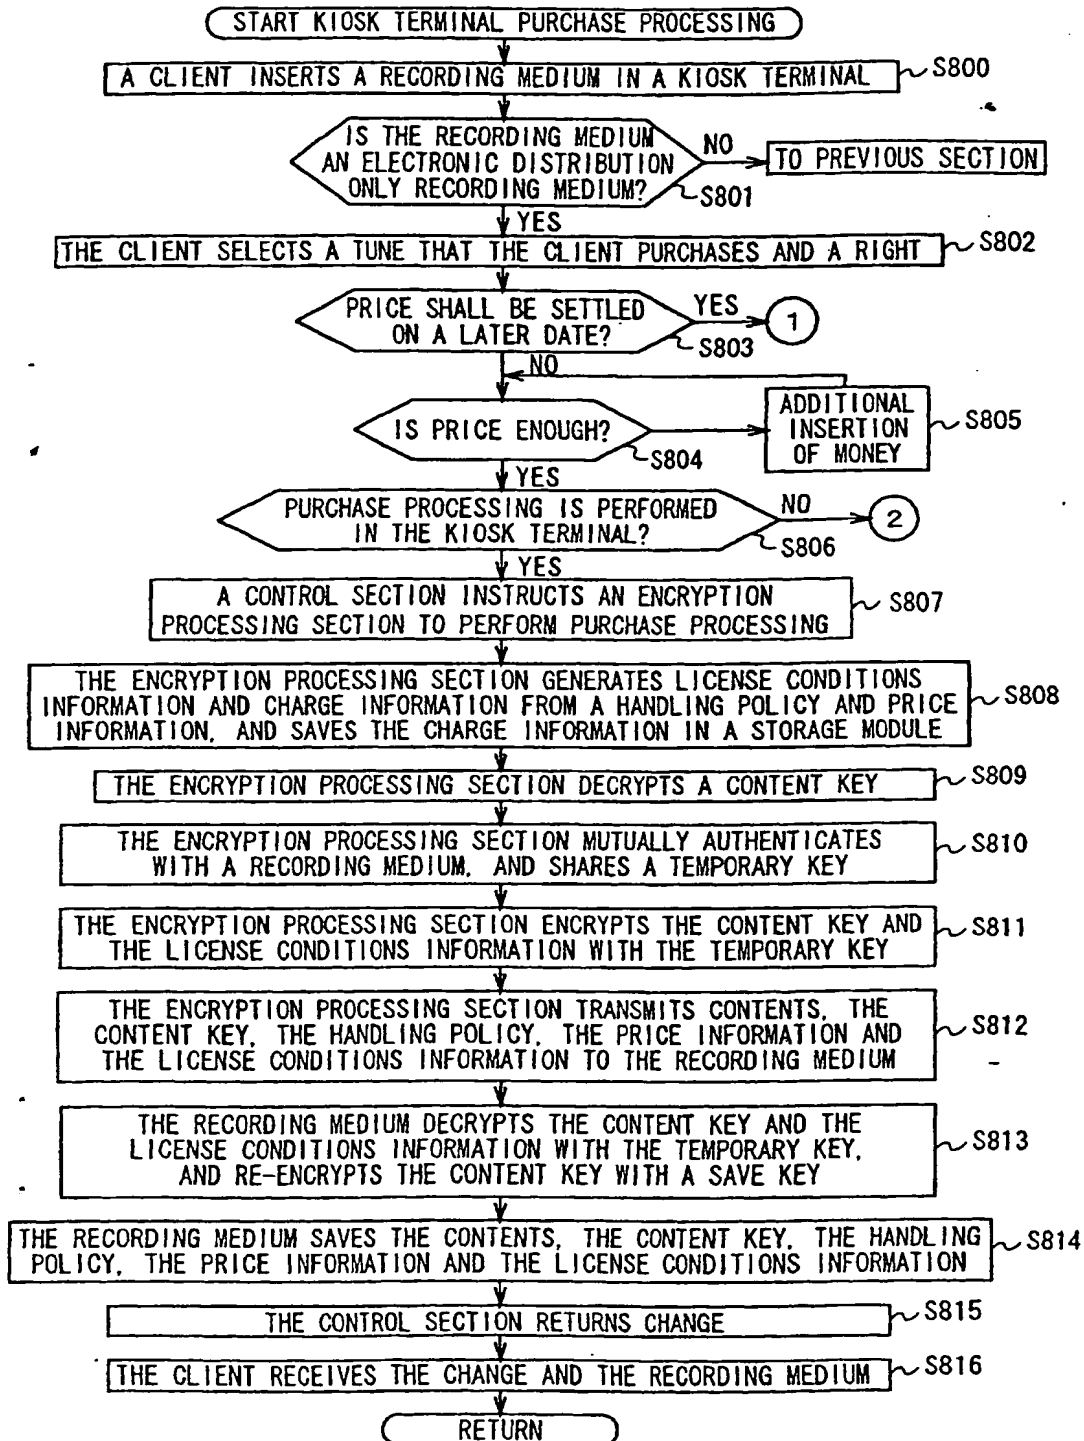 START KIOSK TERMINAL PURCHASE PROCESSING
A CLIENT INSERTS A RECORDING MEDIUM IN A KIOSK TERMINAL
S800
IS THE RECORDING MEDIUM
AN ELECTRONIC DISTRIBUTION
ONLY RECORDING MEDIUM?
S801
NO
TO PREVIOUS SECTION
YES
THE CLIENT SELECTS A TUNE THAT THE CLIENT PURCHASES AND A RIGHT
S802
PRICE SHALL BE SETTLED
ON A LATER DATE?
S803
YES
1
NO
IS PRICE ENOUGH?
S804
ADDITIONAL
INSERTION
OF MONEY
S805
YES
PURCHASE PROCESSING IS PERFORMED
IN THE KIOSK TERMINAL?
S806
NO
2
YES
A CONTROL SECTION INSTRUCTS AN ENCRYPTION
PROCESSING SECTION TO PERFORM PURCHASE PROCESSING
S807
THE ENCRYPTION PROCESSING SECTION GENERATES LICENSE CONDITIONS
INFORMATION AND CHARGE INFORMATION FROM A HANDLING POLICY AND PRICE
INFORMATION, AND SAVES THE CHARGE INFORMATION IN A STORAGE MODULE
S808
THE ENCRYPTION PROCESSING SECTION DECRYPTS A CONTENT KEY
S809
THE ENCRYPTION PROCESSING SECTION MUTUALLY AUTHENTICATES
WITH A RECORDING MEDIUM, AND SHARES A TEMPORARY KEY
S810
THE ENCRYPTION PROCESSING SECTION ENCRYPTS THE CONTENT KEY AND
THE LICENSE CONDITIONS INFORMATION WITH THE TEMPORARY KEY
S811
THE ENCRYPTION PROCESSING SECTION TRANSMITS CONTENTS, THE
CONTENT KEY, THE HANDLING POLICY, THE PRICE INFORMATION AND
THE LICENSE CONDITIONS INFORMATION TO THE RECORDING MEDIUM
S812
THE RECORDING MEDIUM DECRYPTS THE CONTENT KEY AND THE
LICENSE CONDITIONS INFORMATION WITH THE TEMPORARY KEY,
AND RE-ENCRYPTS THE CONTENT KEY WITH A SAVE KEY
S813
THE RECORDING MEDIUM SAVES THE CONTENTS, THE CONTENT KEY, THE HANDLING
POLICY, THE PRICE INFORMATION AND THE LICENSE CONDITIONS INFORMATION
S814
THE CONTROL SECTION RETURNS CHANGE
S815
THE CLIENT RECEIVES THE CHANGE AND THE RECORDING MEDIUM
S816
RETURN